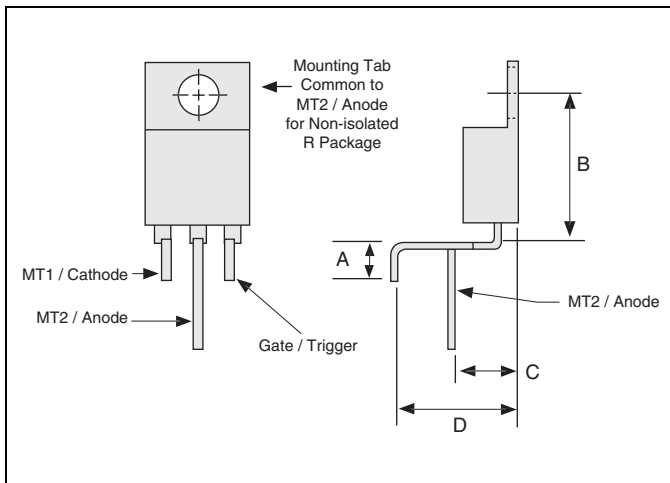 Mounting Tab
Common to
MT2 / Anode
for Non-isolated
R Package
B
A
MT1 / Cathode
MT2 / Anode
MT2 / Anode
Gate / Trigger
C
D